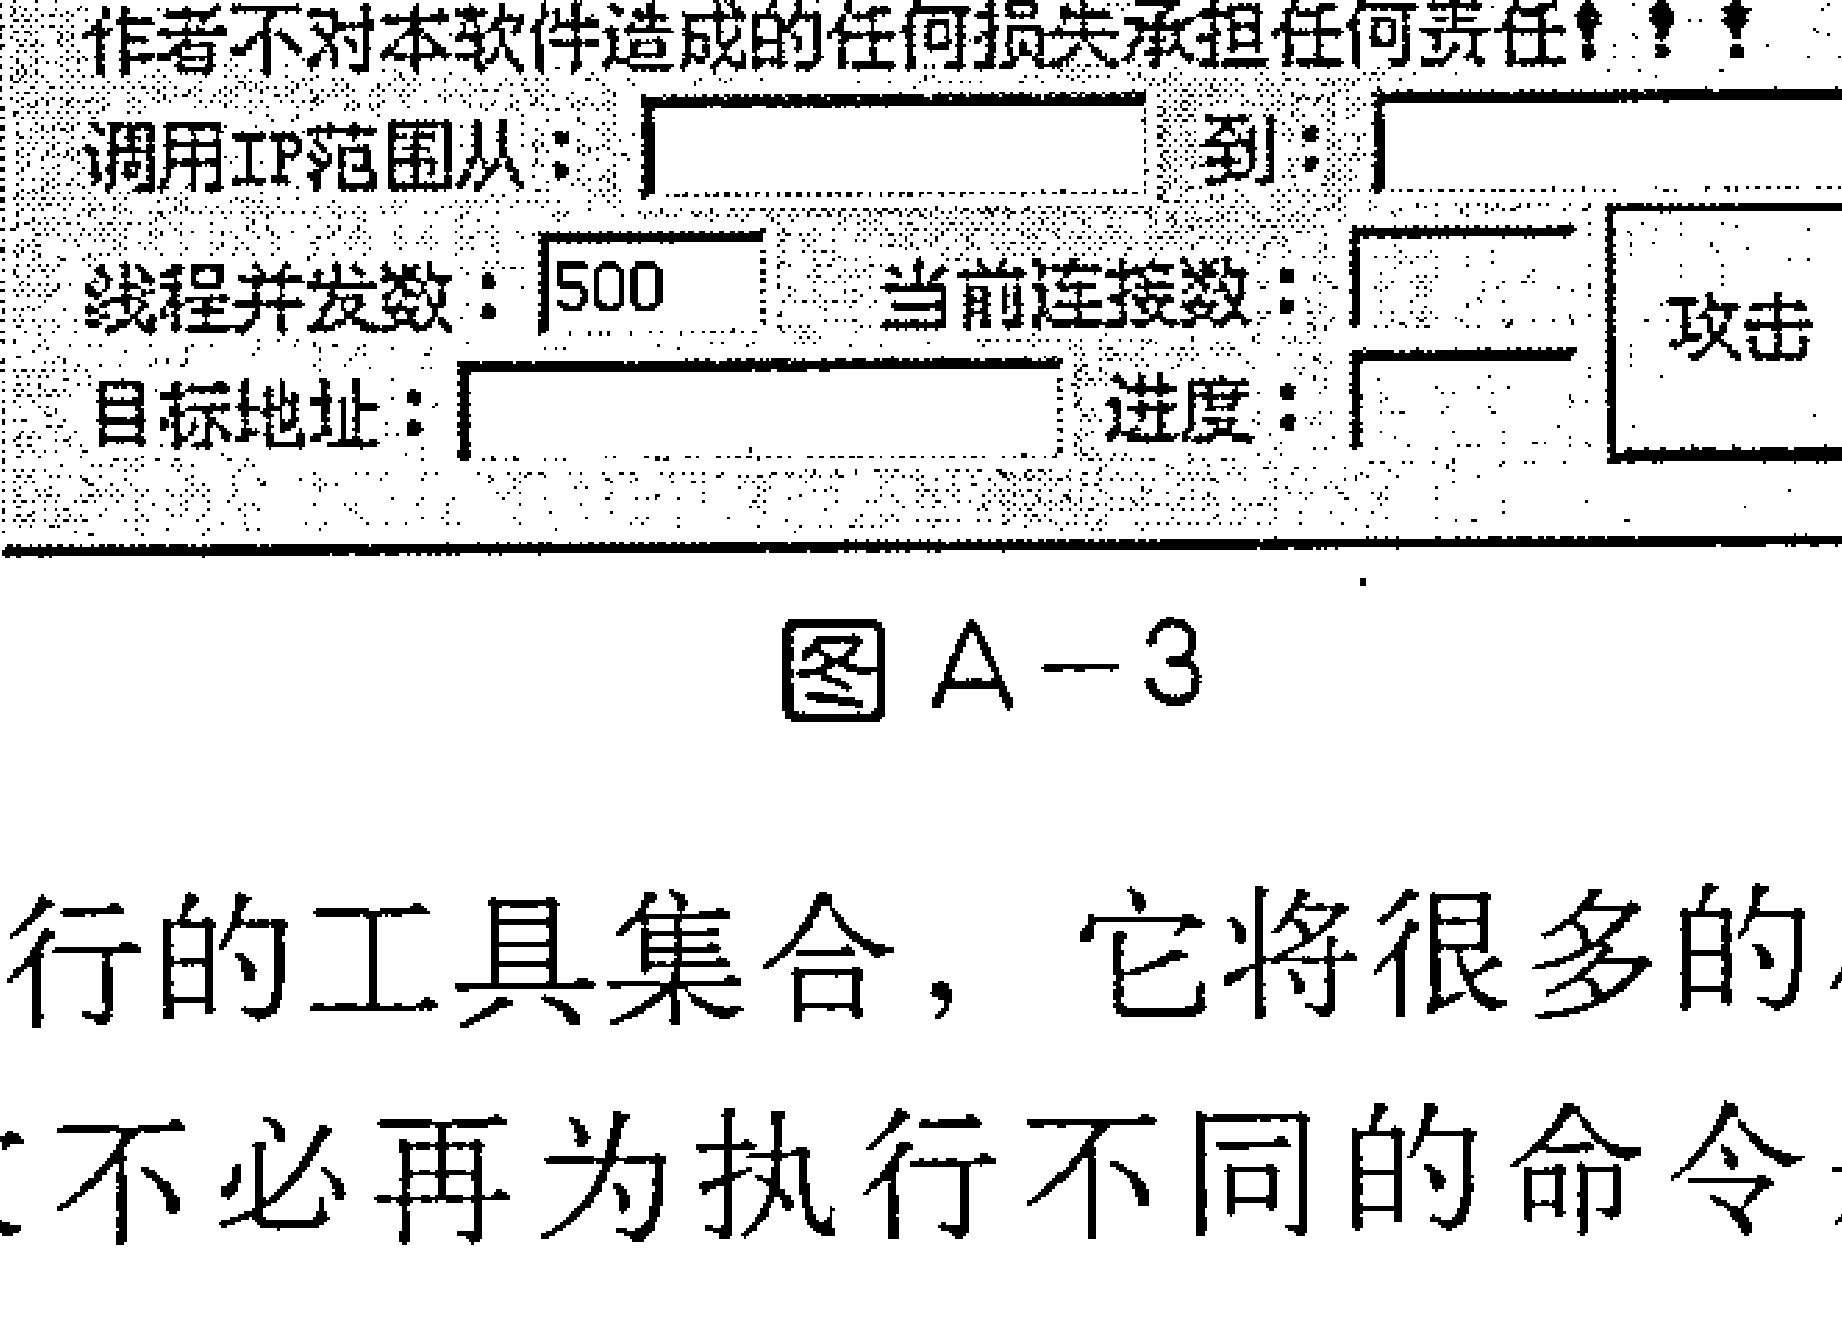 作者不对本软件造成的任何损失承担任何责任！！！
调用IP范围从： 到：
线程并发数：500 当前连接数：
攻击
目标地址： 进度：
图 A－3
行的工具集合，它将很多的
不必再为执行不同的命令